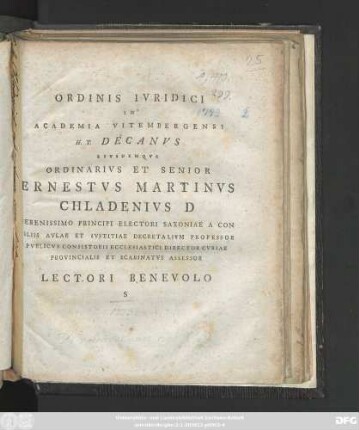 ORDINIS IVRIDICI
IN
ACADEMIA VITEMBERGENSI
H T DECANVS
EIVSDEMQVE
ORDINARIVS ET SENIOR
ERNESTVS MARTINVS
CHLADENIVS D
SERENISSIMO PRINCIPI ELECTORI SAXONIAE A CON
SILIIS AVLAE ET IVSTITIAE DECRETALIVM PROFESSOR
PVBLICVS CONSISTORII ECCLESIASTICI DIRECTOR CVRIAE
PROVINCIALIS ET SCABINATVS ASSESSOR
LECTORI BENEVOLO
S